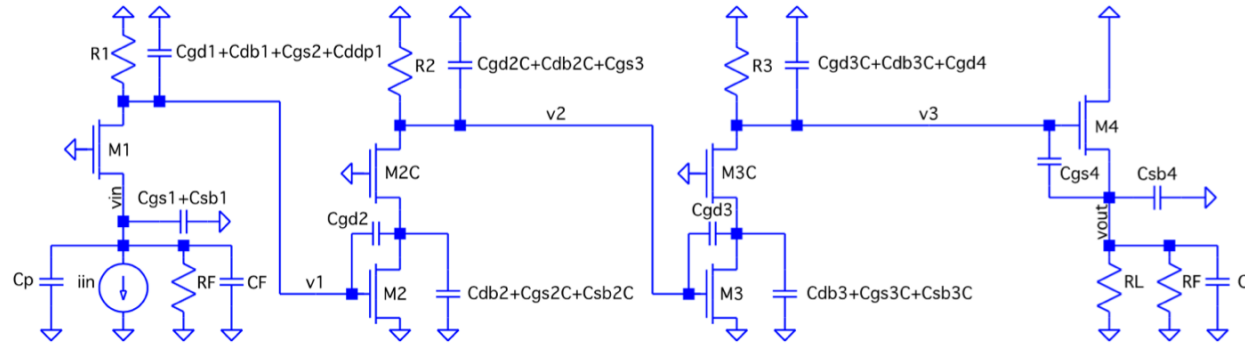 R1
Cgd1+Cdb1+Cgs2+Cddp1
R2
Cgd2C+Cdb2C+Cgs3
R3
Cgd3C+Cdb3C+Cgd4
v2
v3
M4
M1
M2C
M3C
Cgs4
Csb4
vin
Cgs1+Csb1
Cgd2
Cgd3
vout
Cp
iin
RF
CF
v1
M2
Cdb2+Cgs2C+Csb2C
M3
Cdb3+Cgs3C+Csb3C
RL
RF